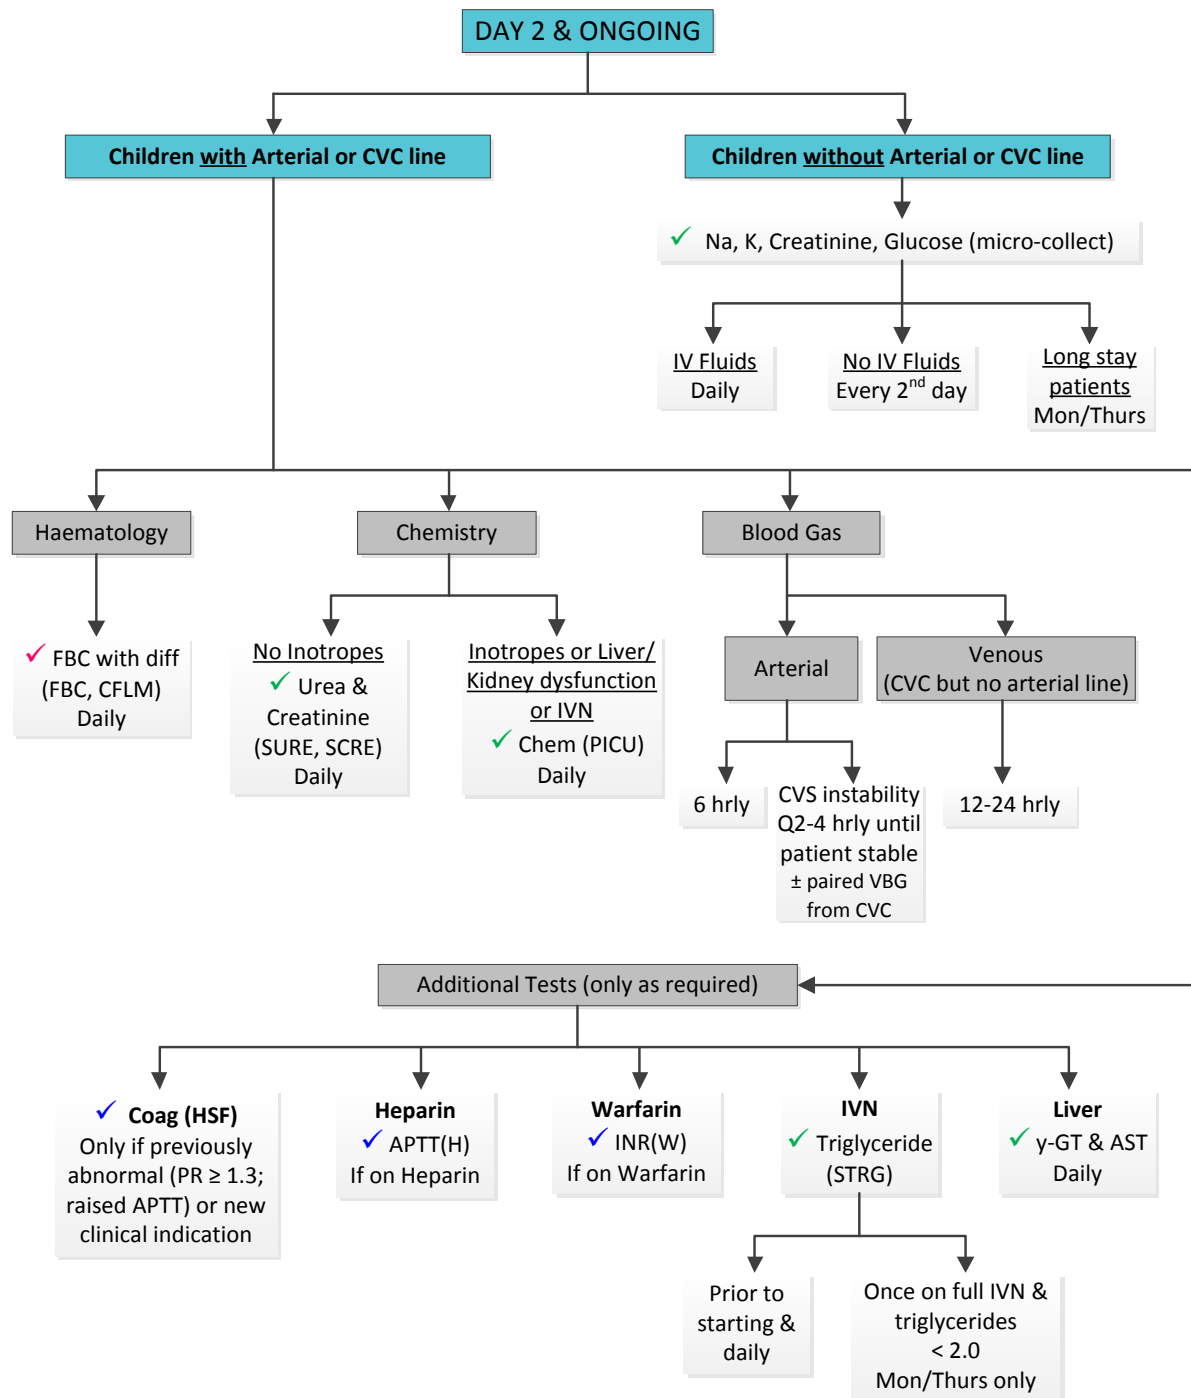 DAY 2 & ONGOING
Children with Arterial or CVC line
Children without Arterial or CVC line
✓ Na, K, Creatinine, Glucose (micro-collect)
IV Fluids
Daily
No IV Fluids
Every 2nd day
Long stay
patients
Mon/Thurs
Haematology
Chemistry
Blood Gas
✓ FBC with diff
(FBC, CFLM)
Daily
No Inotropes
✓ Urea &
Creatinine
(SURE, SCRE)
Daily
Inotropes or Liver/
Kidney dysfunction
or IVN
✓ Chem (PICU)
Daily
Arterial
Venous
(CVC but no arterial line)
6 hrly
CVS instability
Q2-4 hrly until
patient stable
± paired VBG
from CVC
12-24 hrly
Additional Tests (only as required)
✓ Coag (HSF)
Only if previously
abnormal (PR ≥ 1.3;
raised APTT) or new
clinical indication
Heparin
✓ APTT(H)
If on Heparin
Warfarin
✓ INR(W)
If on Warfarin
IVN
✓ Triglyceride
(STRG)
Liver
✓ y-GT & AST
Daily
Prior to
starting &
daily
Once on full IVN &
triglycerides
< 2.0
Mon/Thurs only